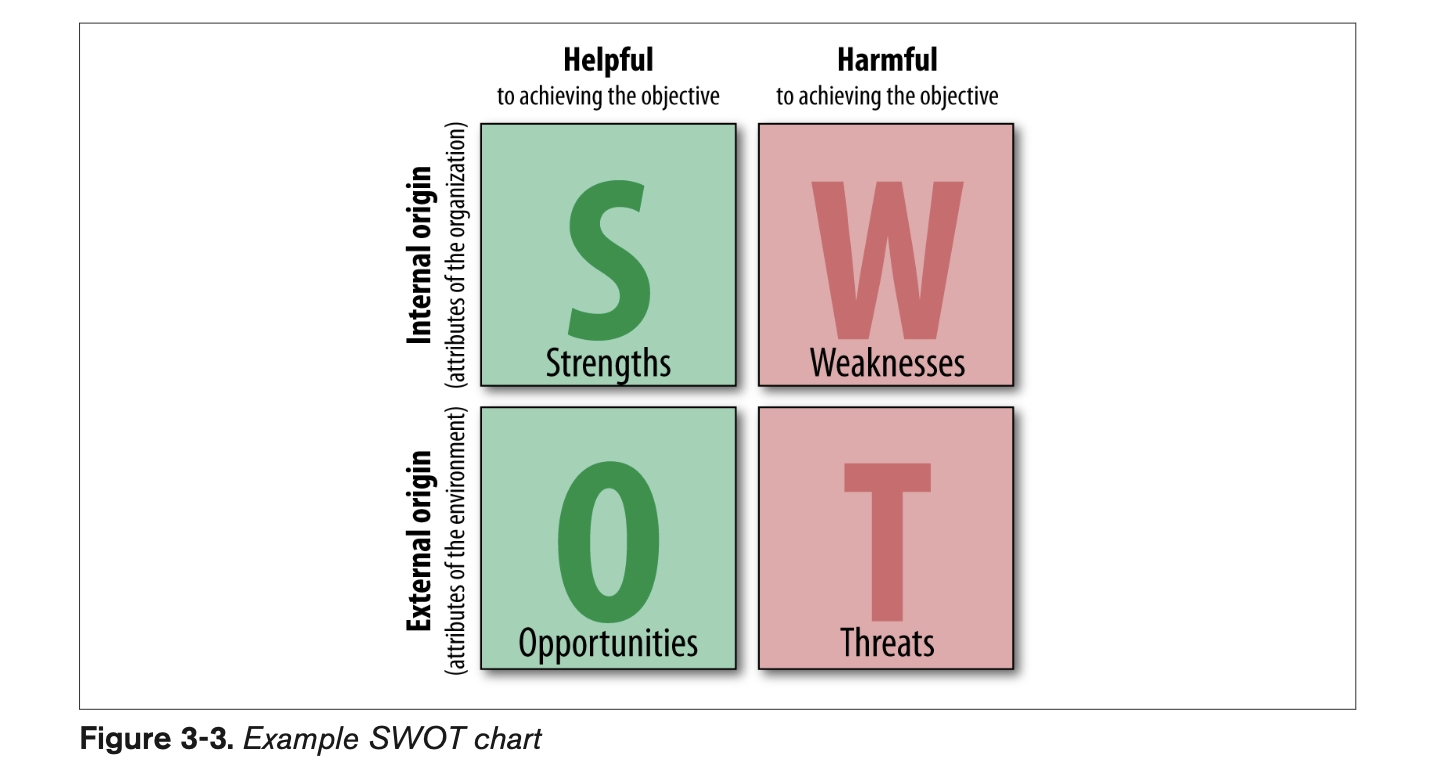 Helpful
to achieving the objective
Harmful
to achieving the objective
Internal origin
(attributes of the organization)
S
Strengths
W
Weaknesses
External origin
(attributes of the environment)
O
Opportunities
T
Threats
Figure 3-3. Example SWOT chart